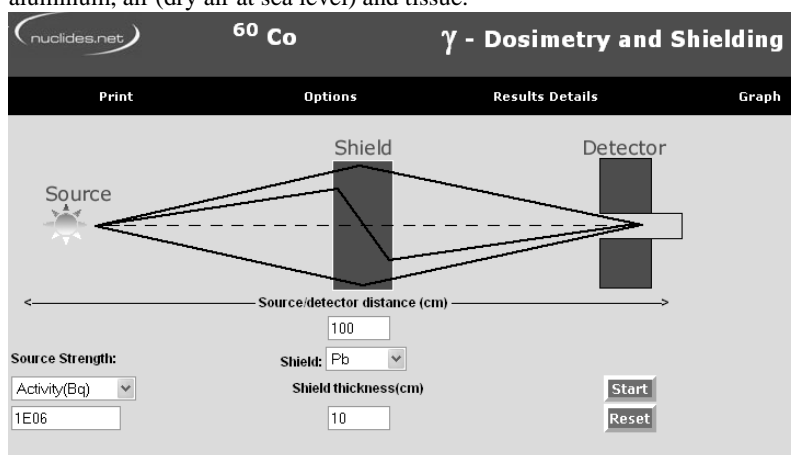 aluminum, air (dry air at sea level) and tissue.
nuclides.net 60 Co γ - Dosimetry and Shielding
Print Options Results Details Graph
Shield Detector
Source
<-------- Source/detector distance (cm) -------->
100
Source Strength: Shield: Pb
Activity(Bq) Shield thickness(cm) Start
1E06 10 Reset